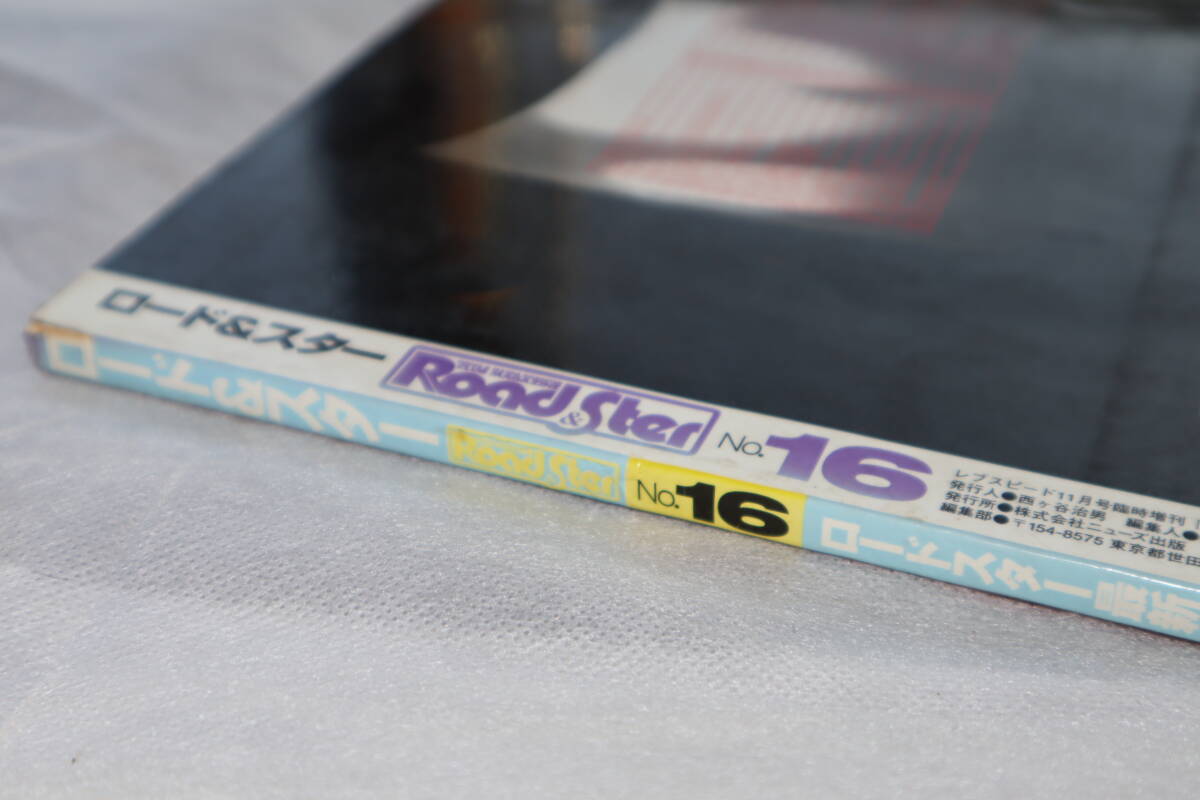 ロード&スター
Road&Ster
No.16
レブスピード11月号臨時増刊
発行人●西ヶ谷治男 編集人●
発行所●株式会社ニューズ出版
編集部●〒154-8575 東京都世田
ロード&スター
Road&Ster
No.16
ロードスター最新